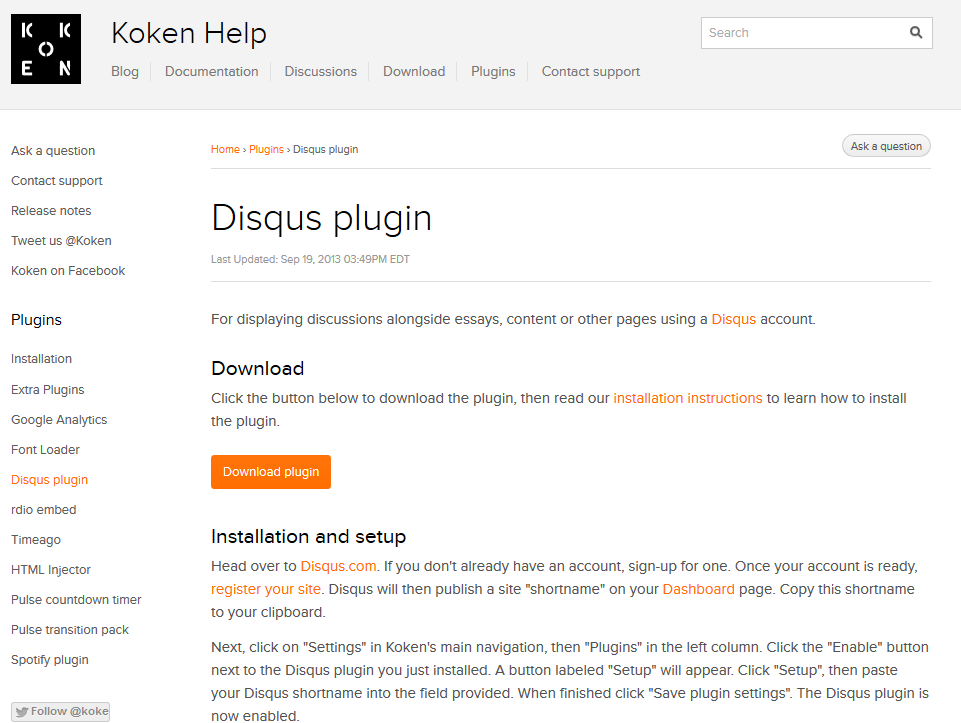 K K
O
E N
Koken Help
Search
Blog
Documentation
Discussions
Download
Plugins
Contact support
Ask a question
Contact support
Release notes
Tweet us @Koken
Koken on Facebook
Plugins
Installation
Extra Plugins
Google Analytics
Font Loader
Disqus plugin
rdio embed
Timeago
HTML Injector
Pulse countdown timer
Pulse transition pack
Spotify plugin
Follow @koke
Home › Plugins › Disqus plugin
Ask a question
Disqus plugin
Last Updated: Sep 19, 2013 03:49PM EDT
For displaying discussions alongside essays, content or other pages using a Disqus account.
Download
Click the button below to download the plugin, then read our installation instructions to learn how to install
the plugin.
Download plugin
Installation and setup
Head over to Disqus.com. If you don't already have an account, sign-up for one. Once your account is ready,
register your site. Disqus will then publish a site "shortname" on your Dashboard page. Copy this shortname
to your clipboard.
Next, click on "Settings" in Koken's main navigation, then "Plugins" in the left column. Click the "Enable" button
next to the Disqus plugin you just installed. A button labeled "Setup" will appear. Click "Setup", then paste
your Disqus shortname into the field provided. When finished click "Save plugin settings". The Disqus plugin is
now enabled.